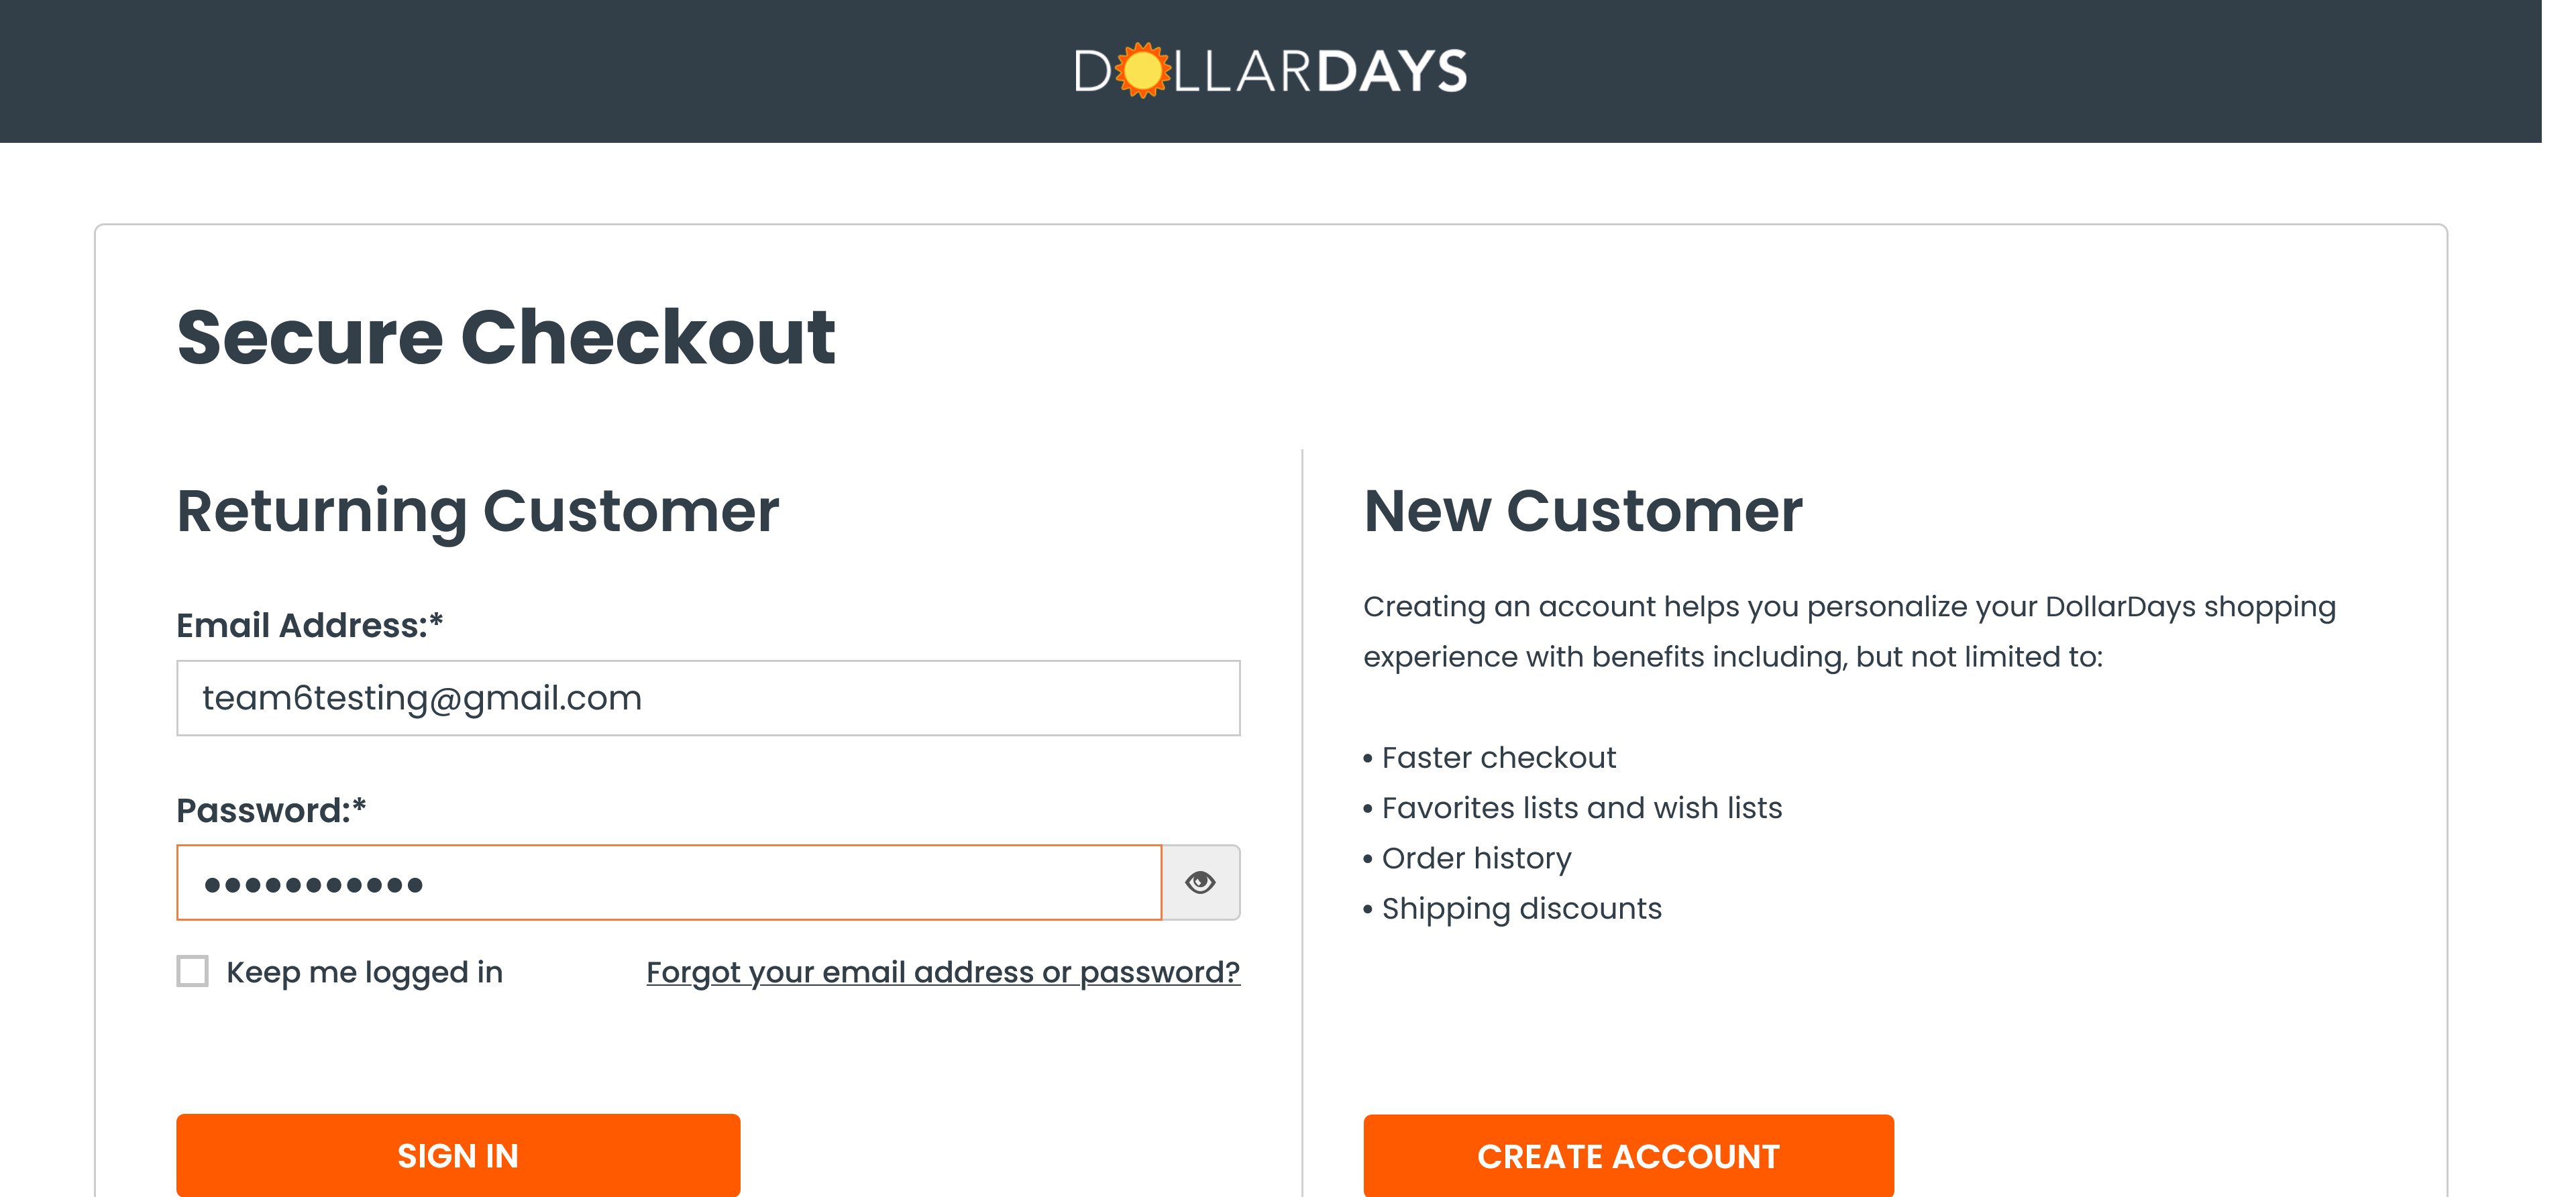 DOLLARDAYS
Secure Checkout
Returning Customer
Email Address:*
team6testing@gmail.com
Password:*
•••••••••••
Keep me logged in
Forgot your email address or password?
SIGN IN
New Customer
Creating an account helps you personalize your DollarDays shopping
experience with benefits including, but not limited to:
• Faster checkout
• Favorites lists and wish lists
• Order history
• Shipping discounts
CREATE ACCOUNT